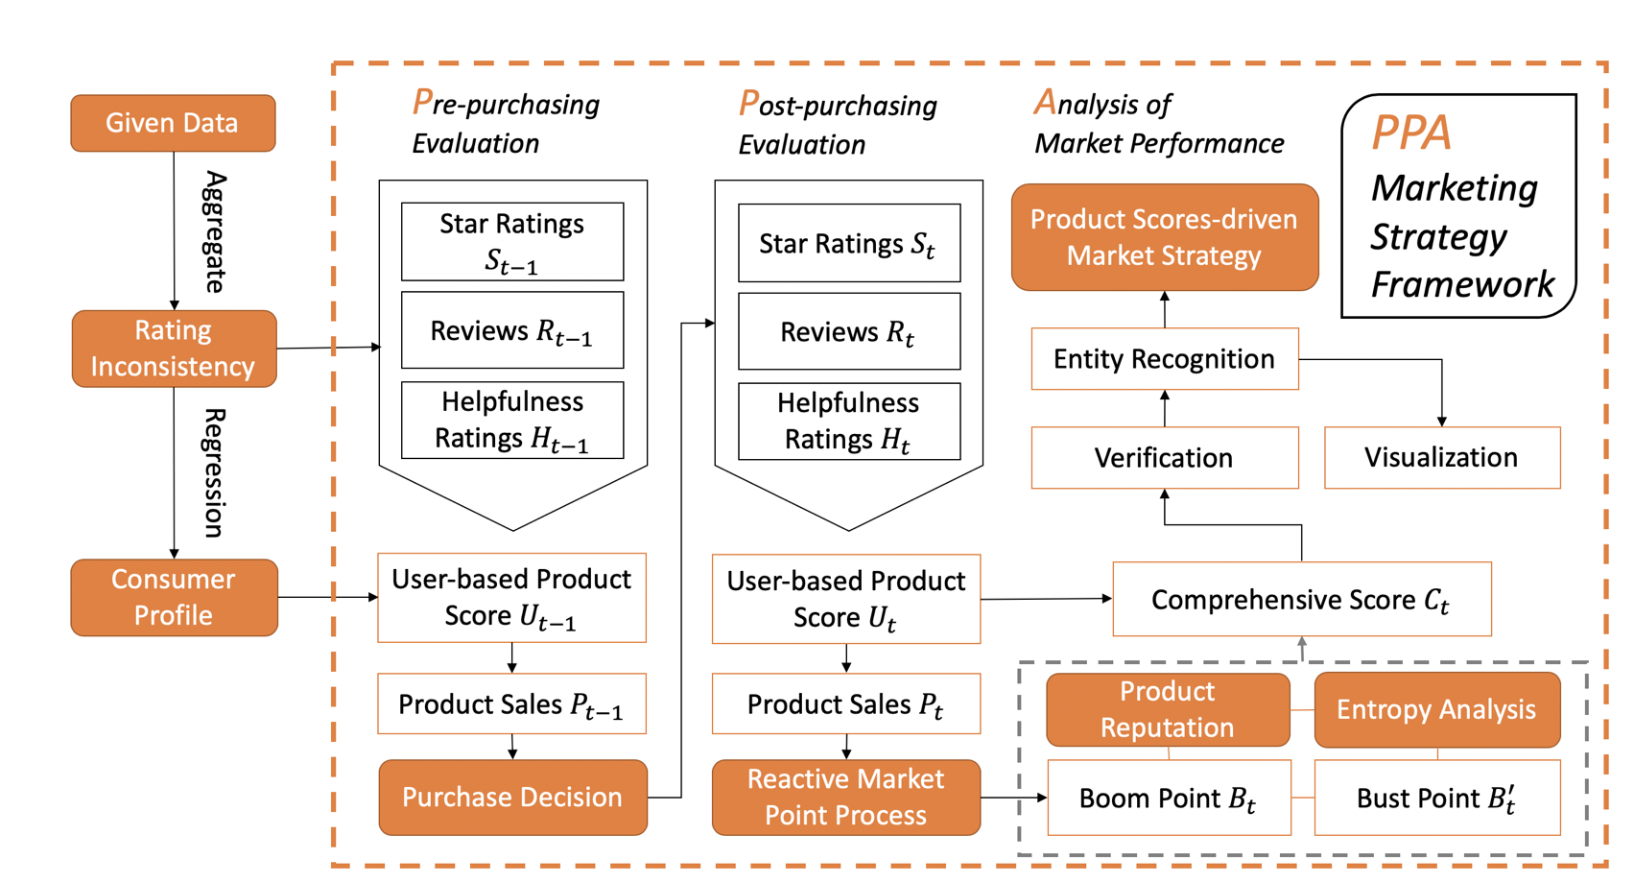 Given Data
Aggregate
Rating
Inconsistency
Regression
Consumer
Profile
Pre-purchasing
Evaluation
Star Ratings
S_{t−1}
Reviews R_{t−1}
Helpfulness
Ratings H_{t−1}
User-based Product
Score U_{t−1}
Product Sales P_{t−1}
Purchase Decision
Post-purchasing
Evaluation
Star Ratings S_t
Reviews R_t
Helpfulness
Ratings H_t
User-based Product
Score U_t
Product Sales P_t
Reactive Market
Point Process
Analysis of
Market Performance
Product Scores-driven
Market Strategy
Entity Recognition
Verification
Visualization
Comprehensive Score C_t
Product
Reputation
Entropy Analysis
Boom Point B_t
Bust Point B′_t
PPA
Marketing
Strategy
Framework